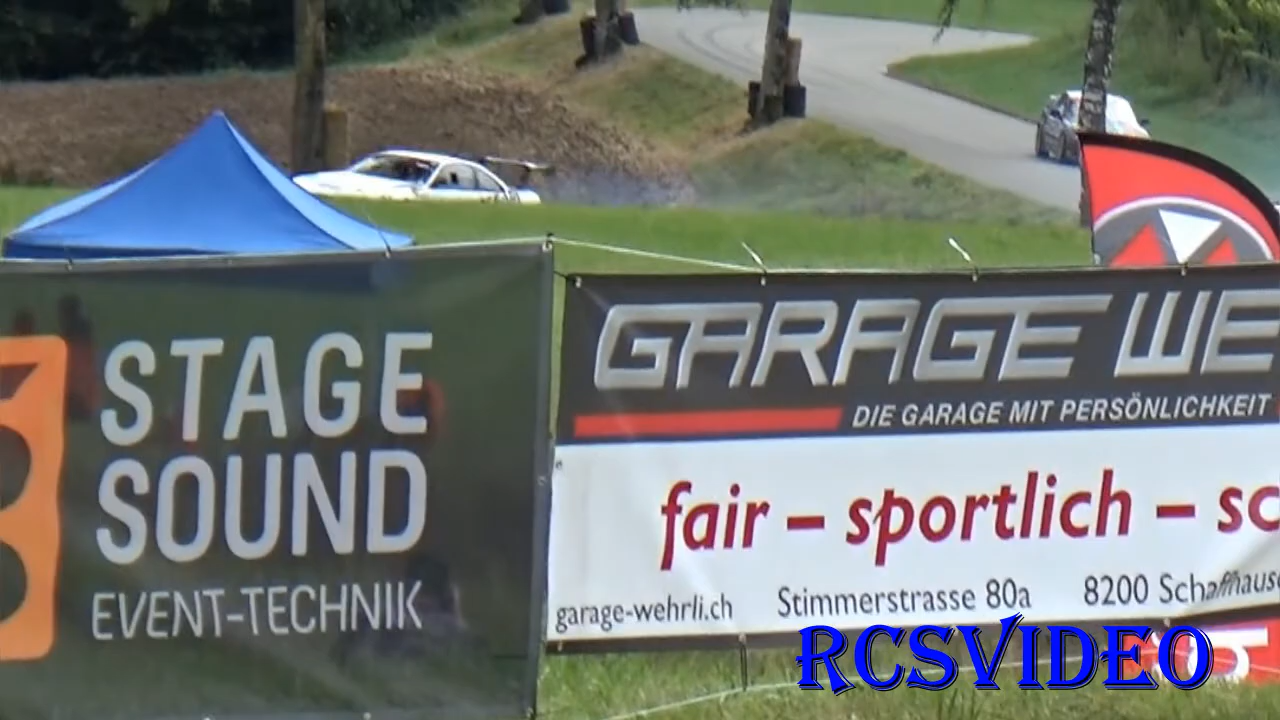 STAGE
SOUND
EVENT-TECHNIK
GARAGE WE
DIE GARAGE MIT PERSÖNLICHKEIT
fair – sportlich – sc
garage-wehrli.ch Stimmerstrasse 80a 8200 Schaffhause
RCSVIDEO